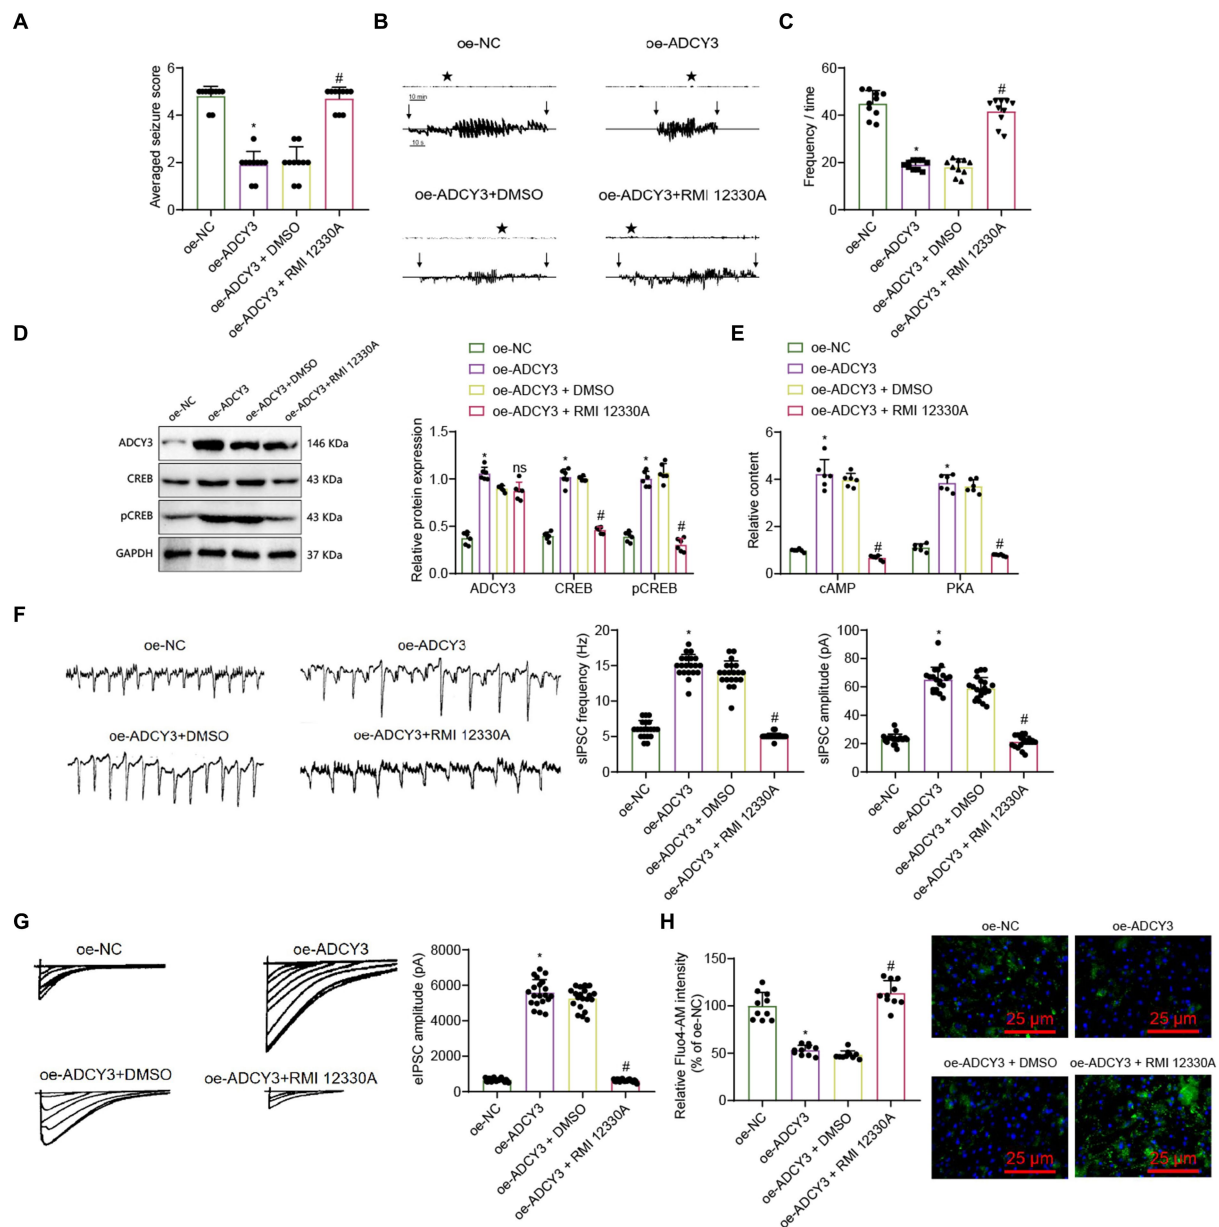 A
Averaged seizure score
6
4
2
0
*
#
oe-NC
oe-ADCY3
oe-ADCY3 + DMSO
oe-ADCY3 + RMI 12330A
B
oe-NC
oe-ADCY3
10 min
10 s
oe-ADCY3+DMSO
oe-ADCY3+RMI 12330A
C
Frequency / time
60
40
20
0
*
#
oe-NC
oe-ADCY3
oe-ADCY3 + DMSO
oe-ADCY3 + RMI 12330A
D
oe-NC
oe-ADCY3
oe-ADCY3+DMSO
oe-ADCY3+RMI 12330A
ADCY3 146 KDa
CREB 43 KDa
pCREB 43 KDa
GAPDH 37 KDa
oe-NC
oe-ADCY3
oe-ADCY3 + DMSO
oe-ADCY3 + RMI 12330A
Relative protein expression
1.5
1.0
0.5
0.0
*
ns
*
#
*
#
ADCY3 CREB pCREB
E
oe-NC
oe-ADCY3
oe-ADCY3 + DMSO
oe-ADCY3 + RMI 12330A
Relative content
6
4
2
0
*
#
*
#
cAMP PKA
F
oe-NC
oe-ADCY3
oe-ADCY3+DMSO
oe-ADCY3+RMI 12330A
sIPSC frequency (Hz)
20
15
10
5
0
*
#
oe-NC
oe-ADCY3
oe-ADCY3 + DMSO
oe-ADCY3 + RMI 12330A
sIPSC amplitude (pA)
100
80
60
40
20
0
*
#
oe-NC
oe-ADCY3
oe-ADCY3 + DMSO
oe-ADCY3 + RMI 12330A
G
oe-NC
oe-ADCY3
oe-ADCY3+DMSO
oe-ADCY3+RMI 12330A
eIPSC amplitude (pA)
8000
6000
4000
2000
0
*
#
oe-NC
oe-ADCY3
oe-ADCY3 + DMSO
oe-ADCY3 + RMI 12330A
H
Relative Fluo4-AM intensity
(% of oe-NC)
150
100
50
0
*
#
oe-NC
oe-ADCY3
oe-ADCY3 + DMSO
oe-ADCY3 + RMI 12330A
oe-NC
oe-ADCY3
25 µm
25 µm
oe-ADCY3 + DMSO
oe-ADCY3 + RMI 12330A
25 µm
25 µm